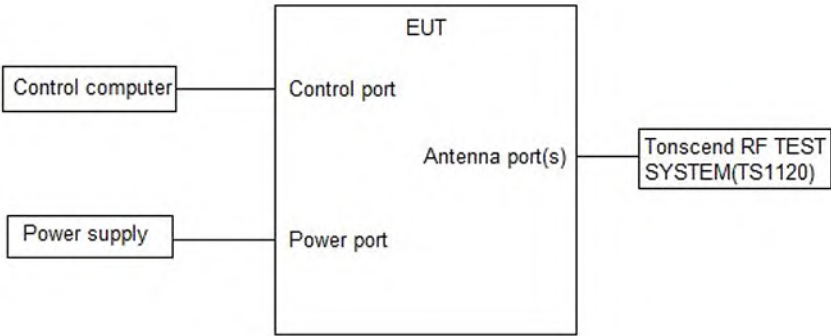 EUT
Control computer
Control port
Antenna port(s)
Tonscend RF TEST
SYSTEM(TS1120)
Power supply
Power port